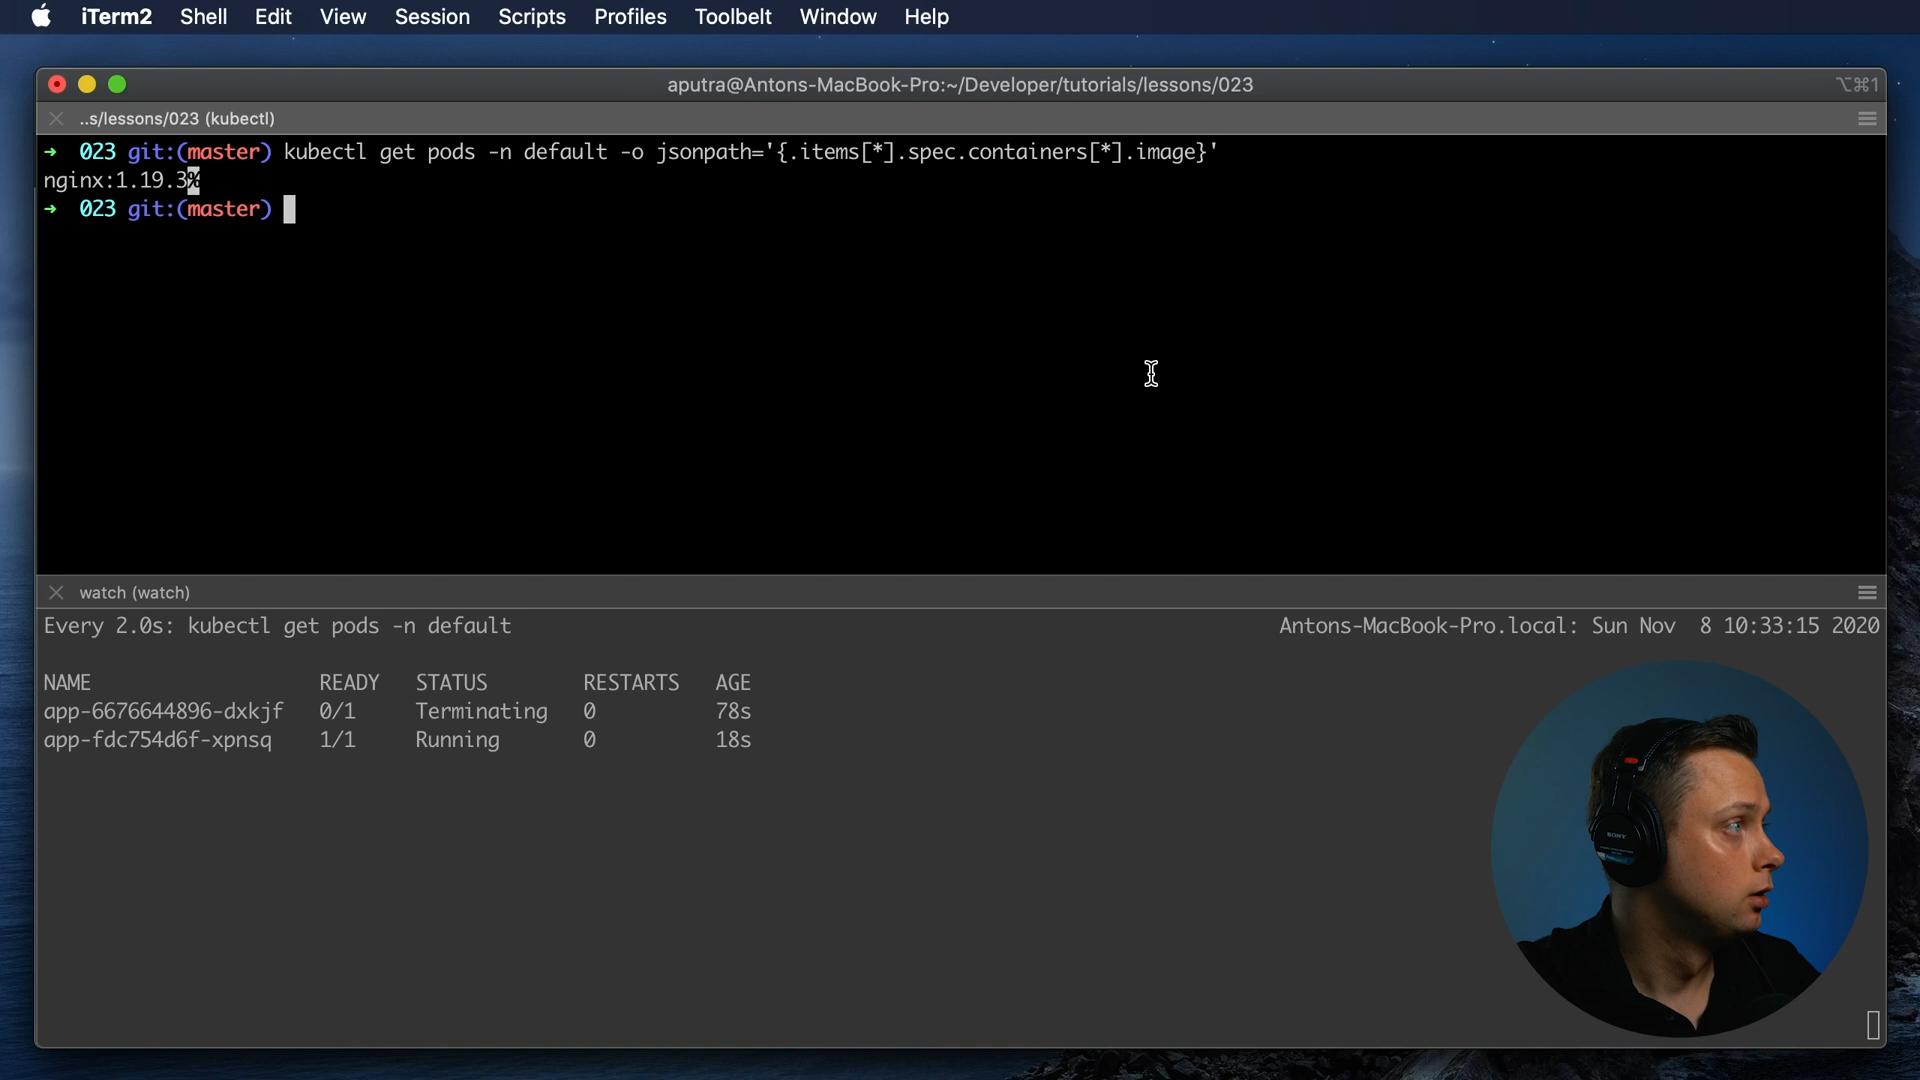 iTerm2 Shell Edit View Session Scripts Profiles Toolbelt Window Help
aputra@Antons-MacBook-Pro:~/Developer/tutorials/lessons/023 ⌥⌘1
..s/lessons/023 (kubectl)
→ 023 git:(master) kubectl get pods -n default -o jsonpath='{.items[*].spec.containers[*].image}'
nginx:1.19.3%
→ 023 git:(master)
watch (watch)
Every 2.0s: kubectl get pods -n default Antons-MacBook-Pro.local: Sun Nov 8 10:33:15 2020
NAME READY STATUS RESTARTS AGE
app-6676644896-dxkjf 0/1 Terminating 0 78s
app-fdc754d6f-xpnsq 1/1 Running 0 18s
SONY